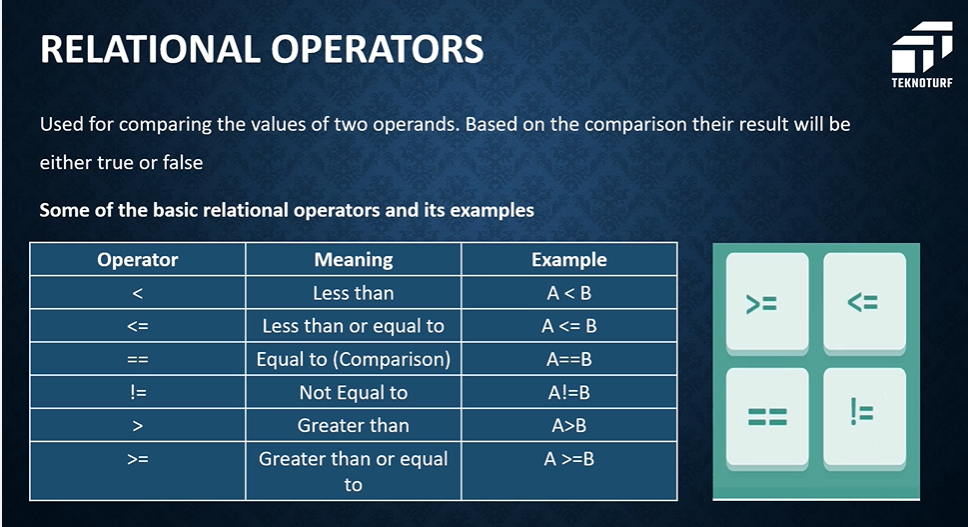 RELATIONAL OPERATORS
TEKNOTURF
Used for comparing the values of two operands. Based on the comparison their result will be
either true or false
Some of the basic relational operators and its examples
Operator Meaning Example
< Less than A < B
<= Less than or equal to A <= B
== Equal to (Comparison) A==B
!= Not Equal to A!=B
> Greater than A>B
>= Greater than or equal A >=B
to
>= <=
== !=